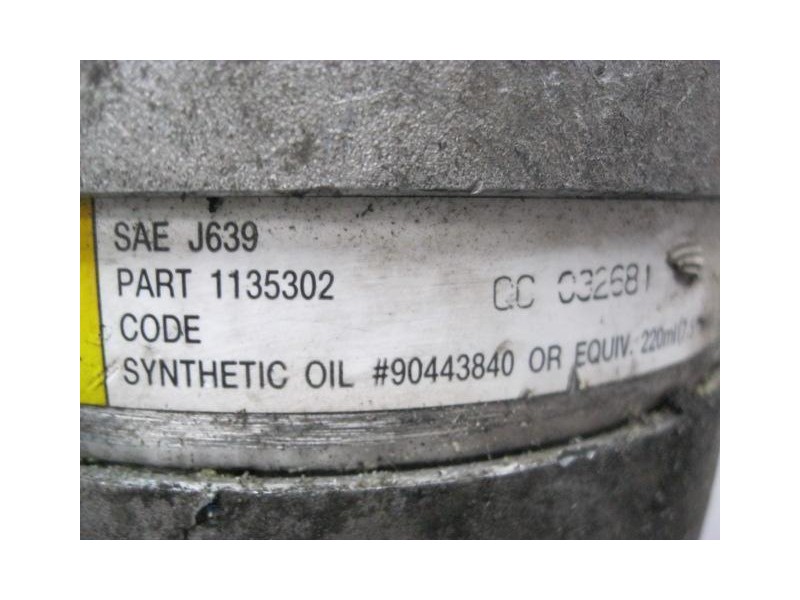 SAE J639
PART 1135302 QC 032681
CODE
SYNTHETIC OIL #90443840 OR EQUIV. 220ml